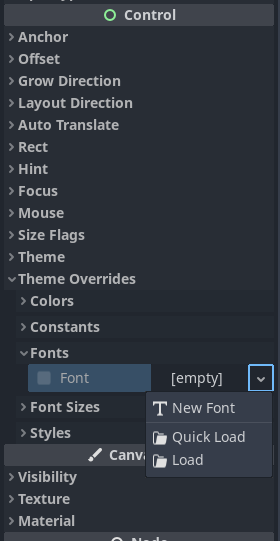 Control
Anchor
Offset
Grow Direction
Layout Direction
Auto Translate
Rect
Hint
Focus
Mouse
Size Flags
Theme
Theme Overrides
Colors
Constants
Fonts
Font [empty]
New Font
Font Sizes
Quick Load
Styles
Load
Canva
Visibility
Texture
Material
Node